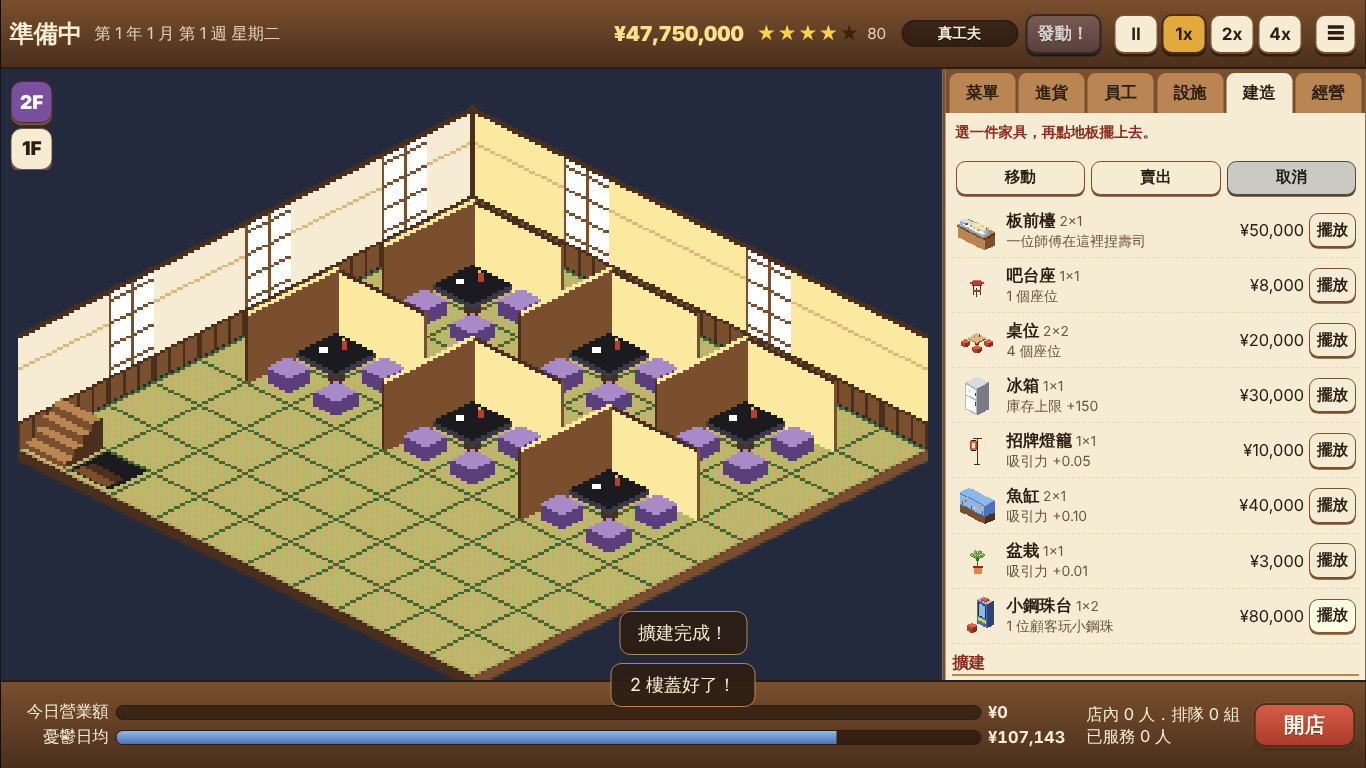 準備中 第 1 年 1 月 第 1 週 星期二 ¥47,750,000 ★★★★★ 80 真工夫 發動！ II 1x 2x 4x ☰
2F
1F
菜單 進貨 員工 設施 建造 經營
選一件家具，再點地板擺上去。
移動 賣出 取消
板前檯 2×1
一位師傅在這裡捏壽司
¥50,000 擺放
吧台座 1×1
1 個座位
¥8,000 擺放
桌位 2×2
4 個座位
¥20,000 擺放
冰箱 1×1
庫存上限 +150
¥30,000 擺放
招牌燈籠 1×1
吸引力 +0.05
¥10,000 擺放
魚缸 2×1
吸引力 +0.10
¥40,000 擺放
盆栽 1×1
吸引力 +0.01
¥3,000 擺放
小鋼珠台 1×2
1 位顧客玩小鋼珠
¥80,000 擺放
擴建
擴建完成！
2 樓蓋好了！
今日營業額 ¥0
憂鬱日均 ¥107,143
店內 0 人．排隊 0 組
已服務 0 人
開店